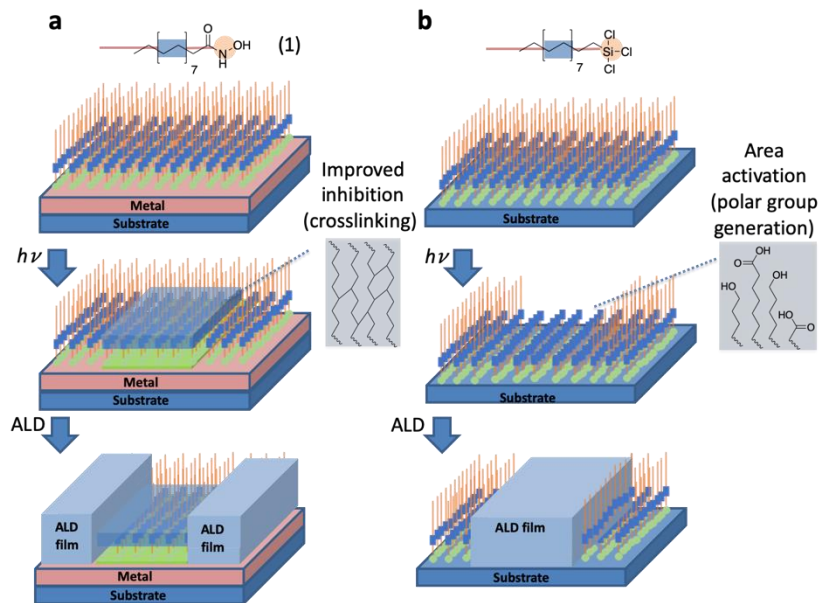 a
O
OH
N
H
7
(1)
Metal
Substrate
hν
Improved
inhibition
(crosslinking)
Metal
Substrate
ALD
ALD
film
ALD
film
Metal
Substrate
b
Cl
Si
Cl
Cl
7
Substrate
hν
Area
activation
(polar group
generation)
OH
O
OH
HO
HO
O
Substrate
ALD
ALD film
Substrate